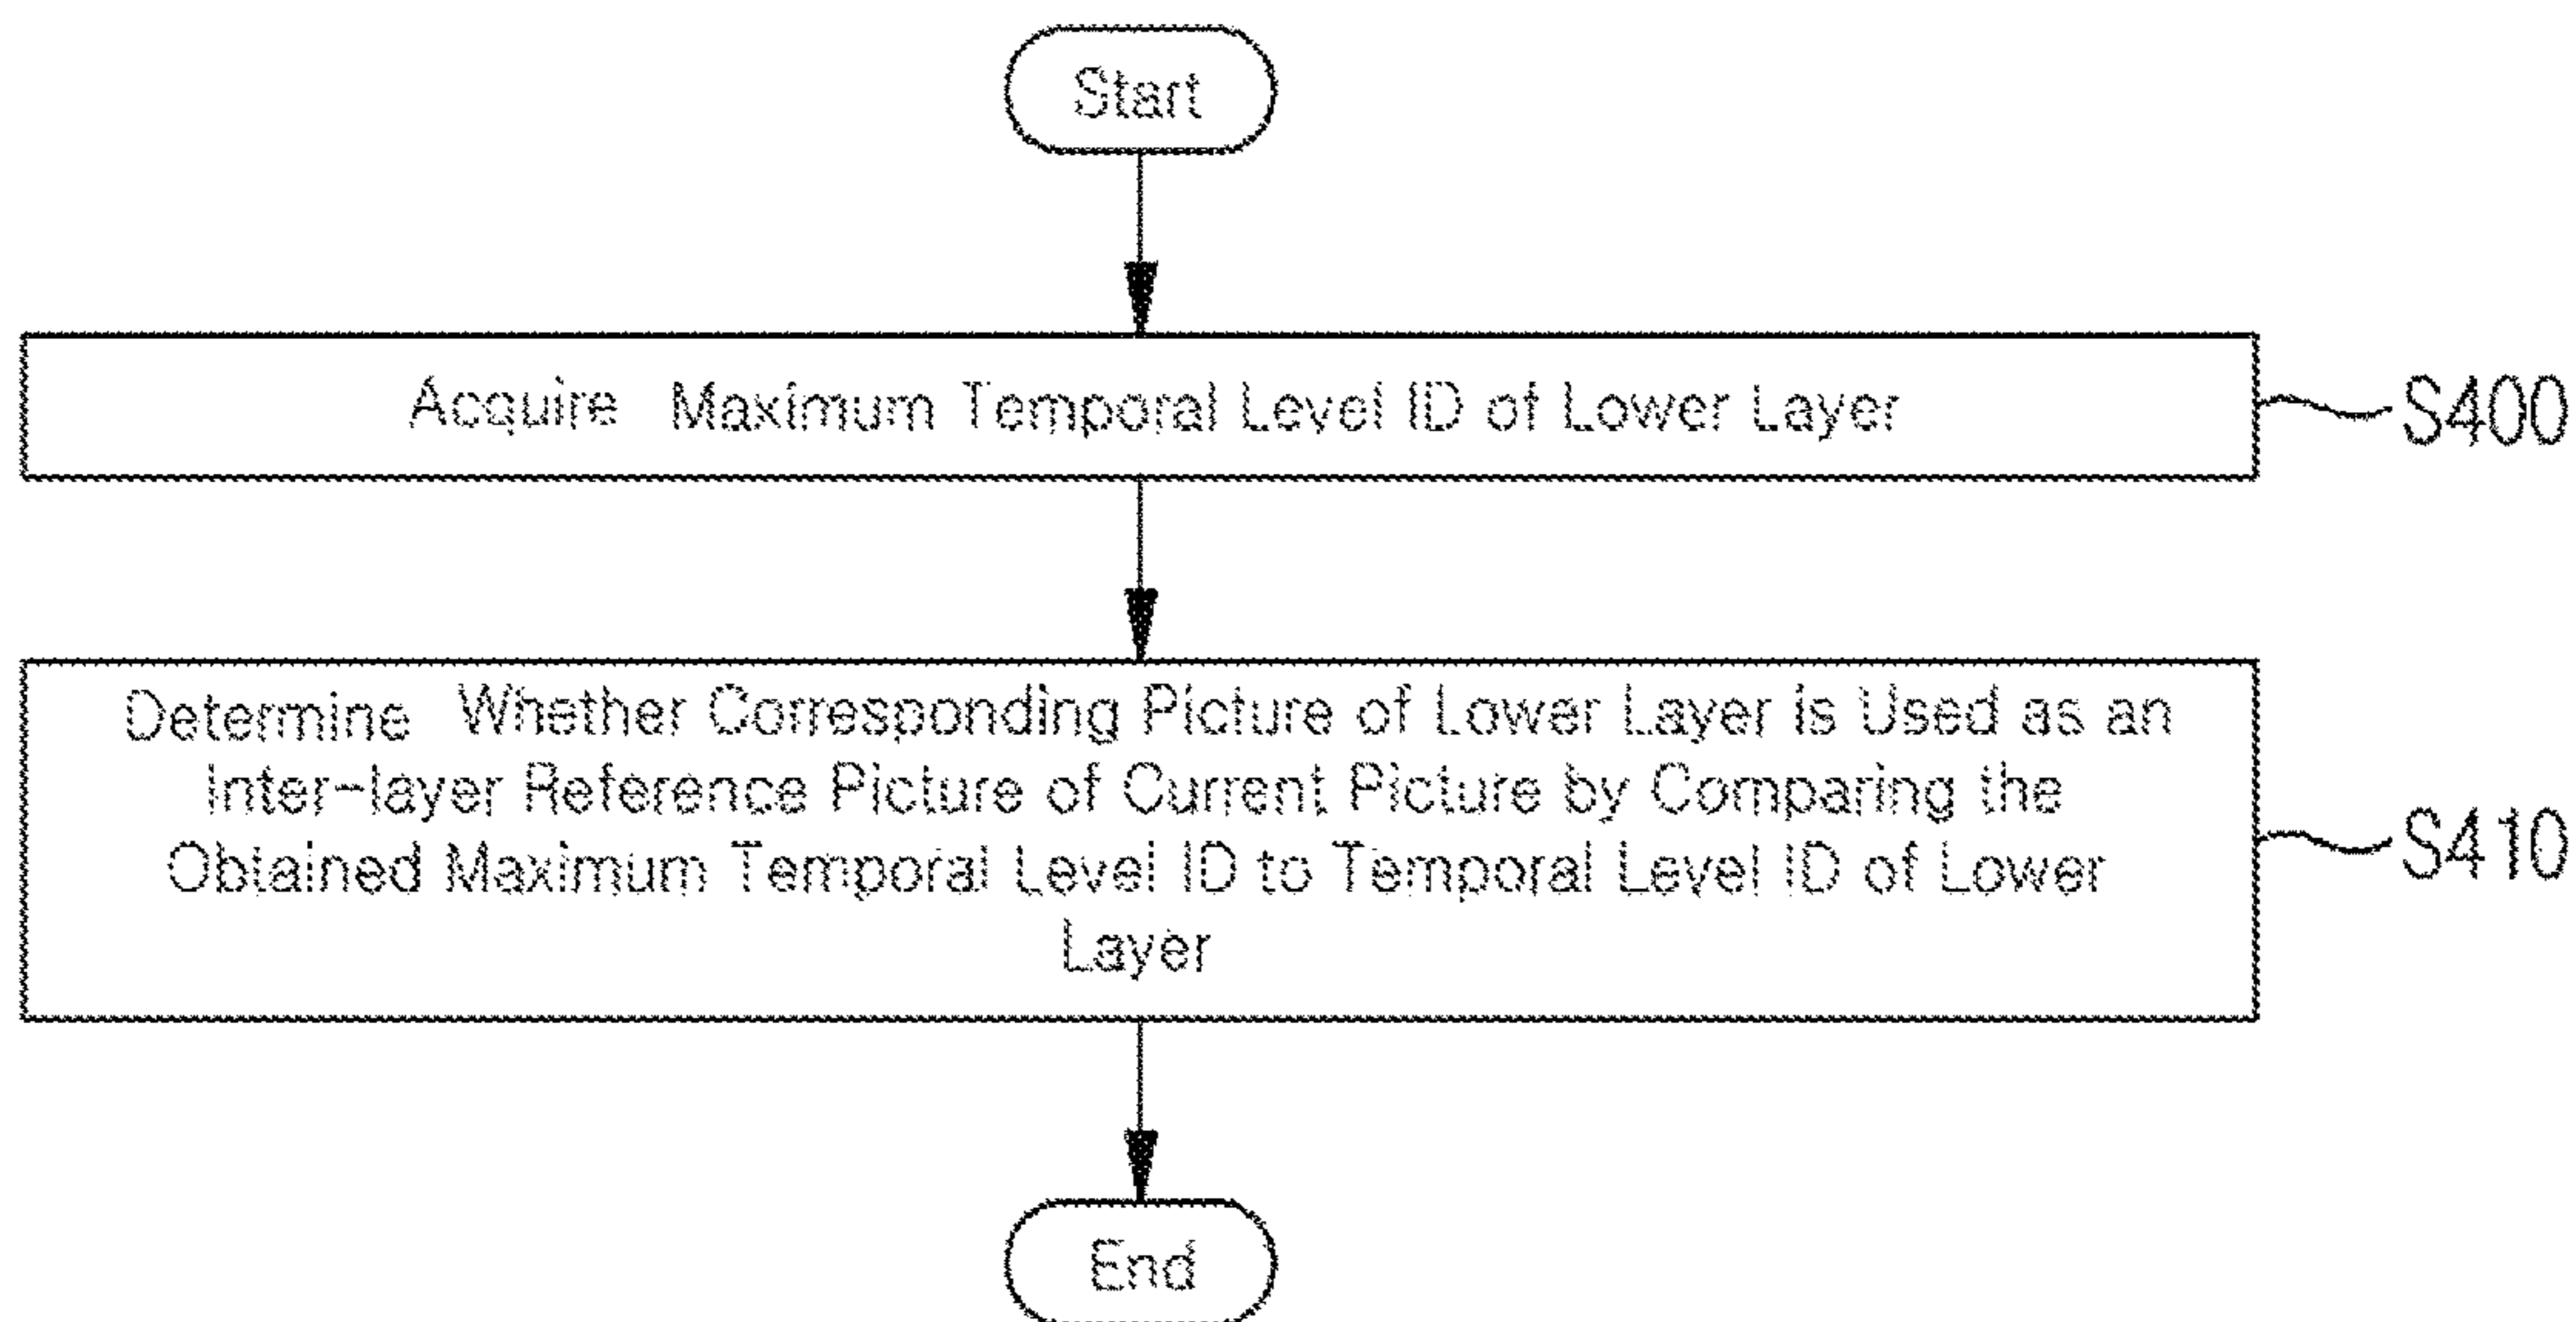 Start
Acquire Maximum Temporal Level ID of Lower Layer
S400
Determine Whether Corresponding Picture of Lower Layer is Used as an
Inter-layer Reference Picture of Current Picture by Comparing the
Obtained Maximum Temporal Level ID to Temporal Level ID of Lower
Layer
S410
End